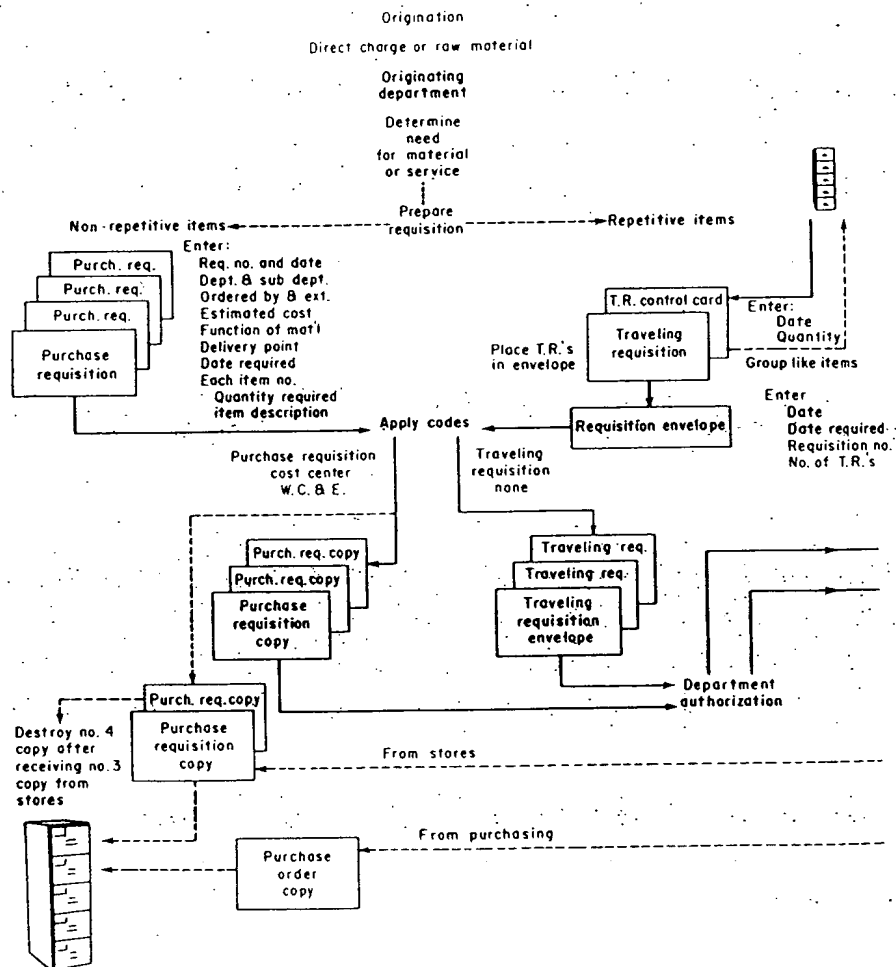 Origination
Direct charge or raw material
Originating
department
Determine
need
for material
or service
Prepare
requisition
Non-repetitive items
Repetitive items
Enter:
Req. no. and date
Dept. & sub dept.
Ordered by & ext.
Estimated cost
Function of mat'l
Delivery point
Date required
Each item no.
Quantity required
item description
Purch. req.
Purch. req.
Purch. req.
Purchase
requisition
T.R. control card
Traveling
requisition
Enter:
Date
Quantity
Group like items
Place T.R.'s
in envelope
Requisition envelope
Enter
Date
Date required
Requisition no.
No. of T.R.'s
Apply codes
Purchase requisition
cost center
W.C. & E.
Traveling
requisition
none
Purch. req. copy
Purch. req. copy
Purchase
requisition
copy
Traveling req.
Traveling req.
Traveling
requisition
envelope
Department
authorization
Purch. req. copy
Purchase
requisition
copy
Destroy no. 4
copy after
receiving no. 3
copy from
stores
From stores
From purchasing
Purchase
order
copy